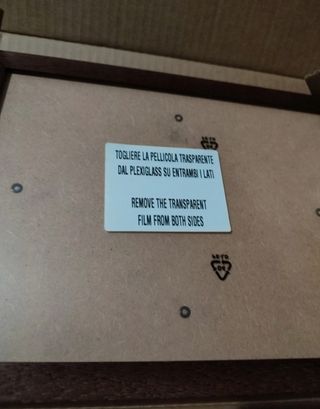 TOGLIERE LA PELLICOLA TRASPARENTE
DAL PLEXIGLASS SU ENTRAMBI I LATI
REMOVE THE TRANSPARENT
FILM FROM BOTH SIDES